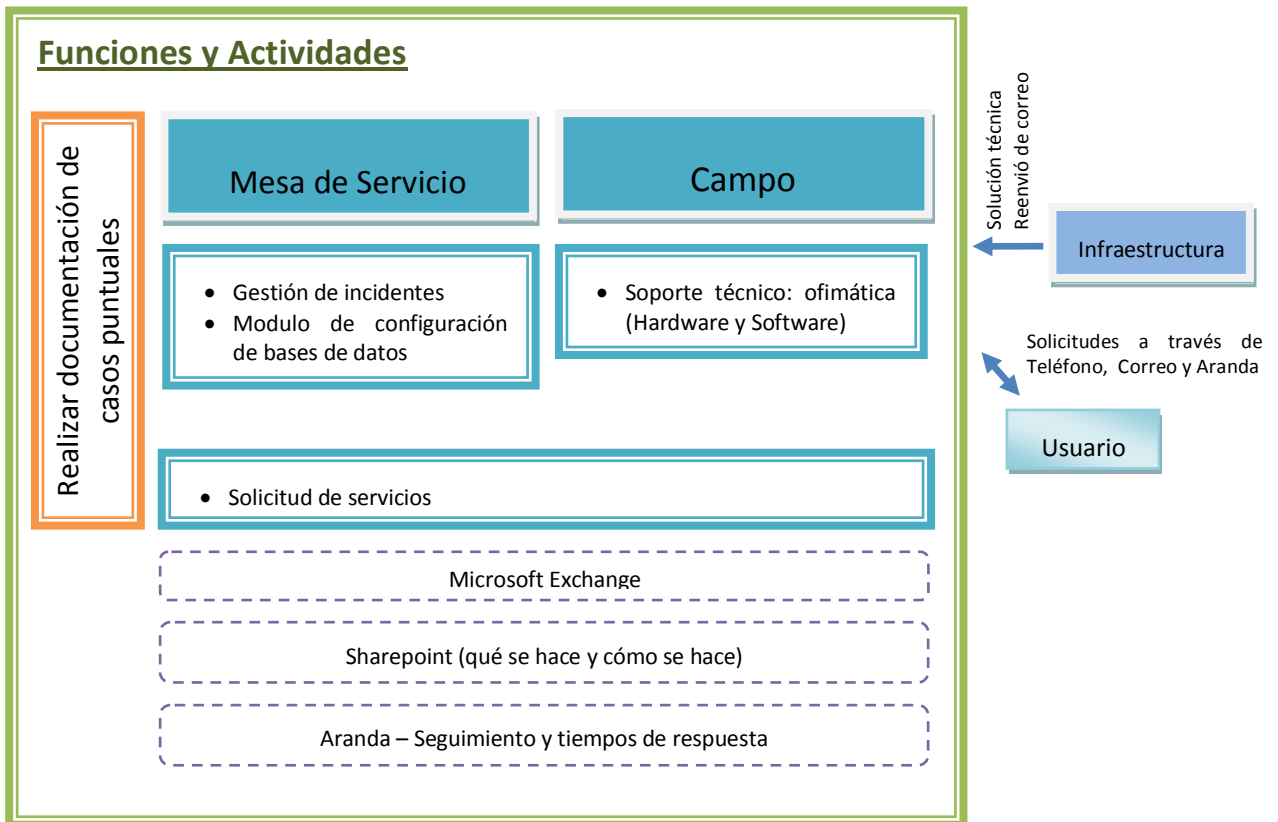 Funciones y Actividades
Realizar documentación de
casos puntuales
Mesa de Servicio
Campo
• Gestión de incidentes
• Modulo de configuración
de bases de datos
• Soporte técnico: ofimática
(Hardware y Software)
• Solicitud de servicios
Microsoft Exchange
Sharepoint (qué se hace y cómo se hace)
Aranda – Seguimiento y tiempos de respuesta
Solución técnica
Reenvió de correo
Infraestructura
Solicitudes a través de
Teléfono, Correo y Aranda
Usuario